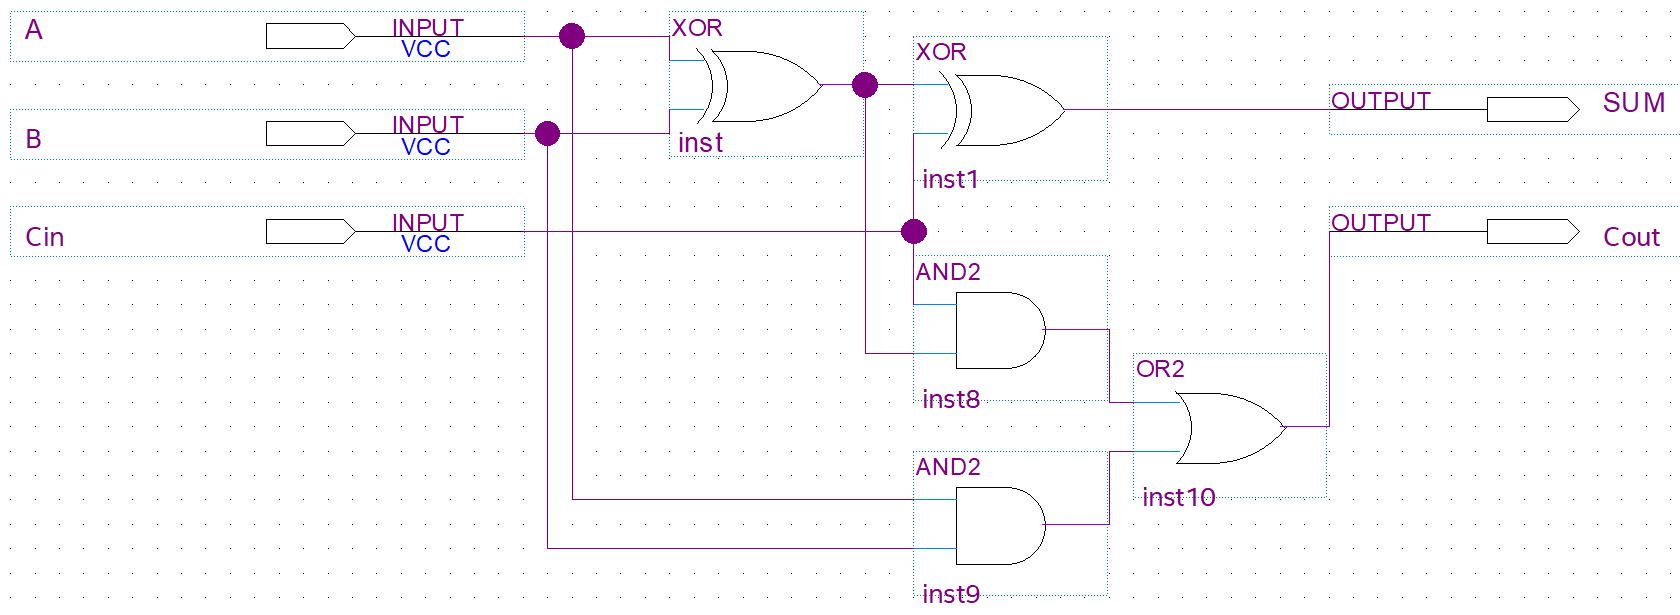 A
INPUT
VCC
XOR
inst
XOR
inst1
OUTPUT
SUM
B
INPUT
VCC
Cin
INPUT
VCC
OUTPUT
Cout
AND2
inst8
OR2
inst10
AND2
inst9